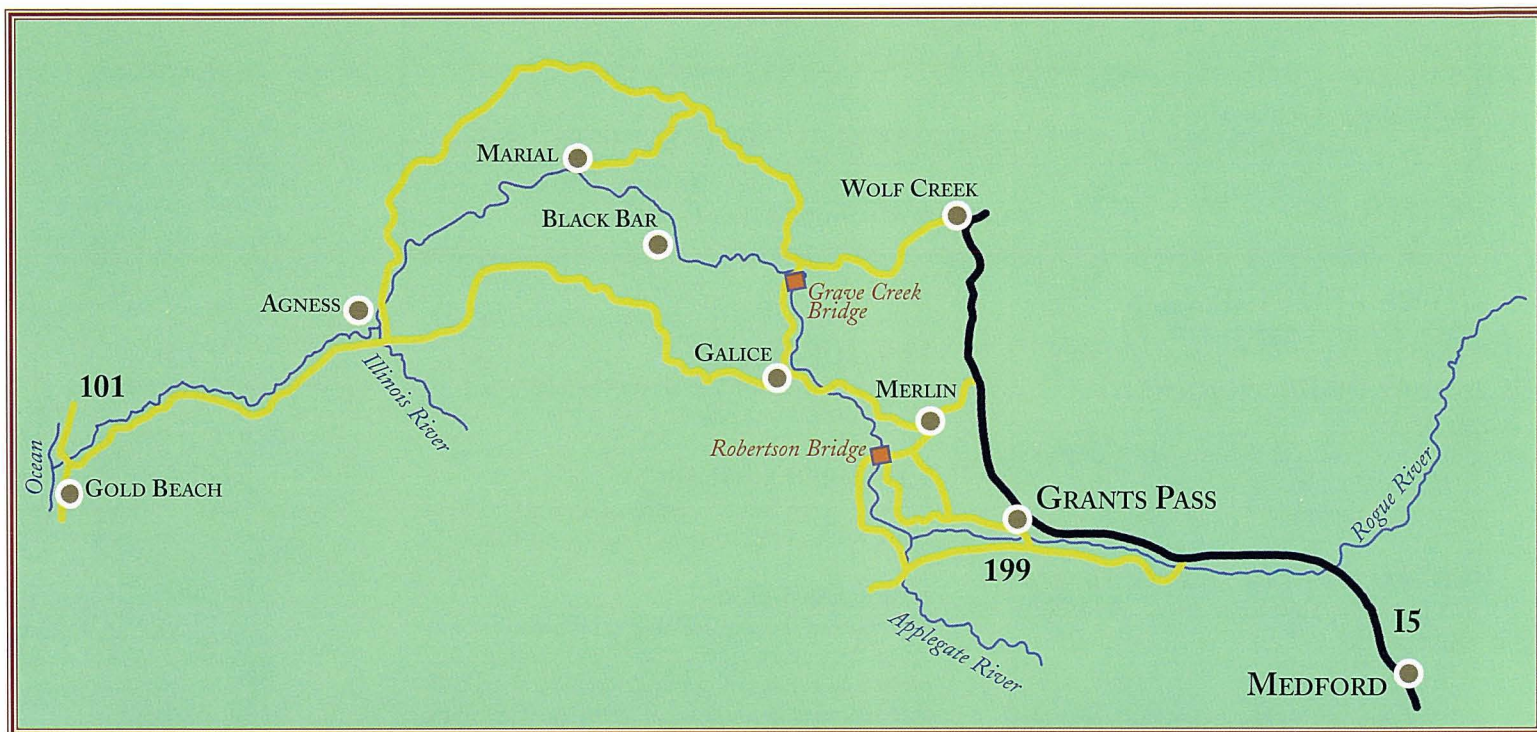 MARIAL
WOLF CREEK
BLACK BAR
Grave Creek
Bridge
AGNESS
GALICE
Illinois River
101
MERLIN
Robertson Bridge
Ocean
GOLD BEACH
GRANTS PASS
Rogue River
199
Applegate River
I5
MEDFORD